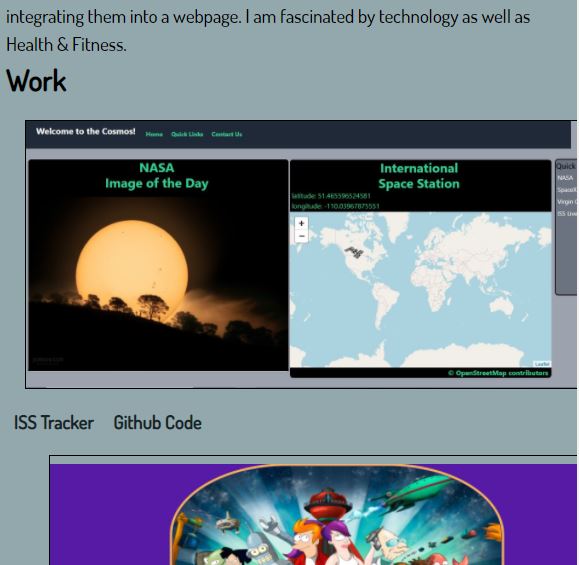 integrating them into a webpage. I am fascinated by technology as well as
Health & Fitness.
Work
Welcome to the Cosmos! Home Quick Links Contact Us
NASA
Image of the Day
International
Space Station
latitude: 51.465596524581
longitude: -110.03967875551
+
−
Leaflet
© OpenStreetMap contributors
Quick
NASA
SpaceX
Virgin
ISS Live
ISS Tracker Github Code